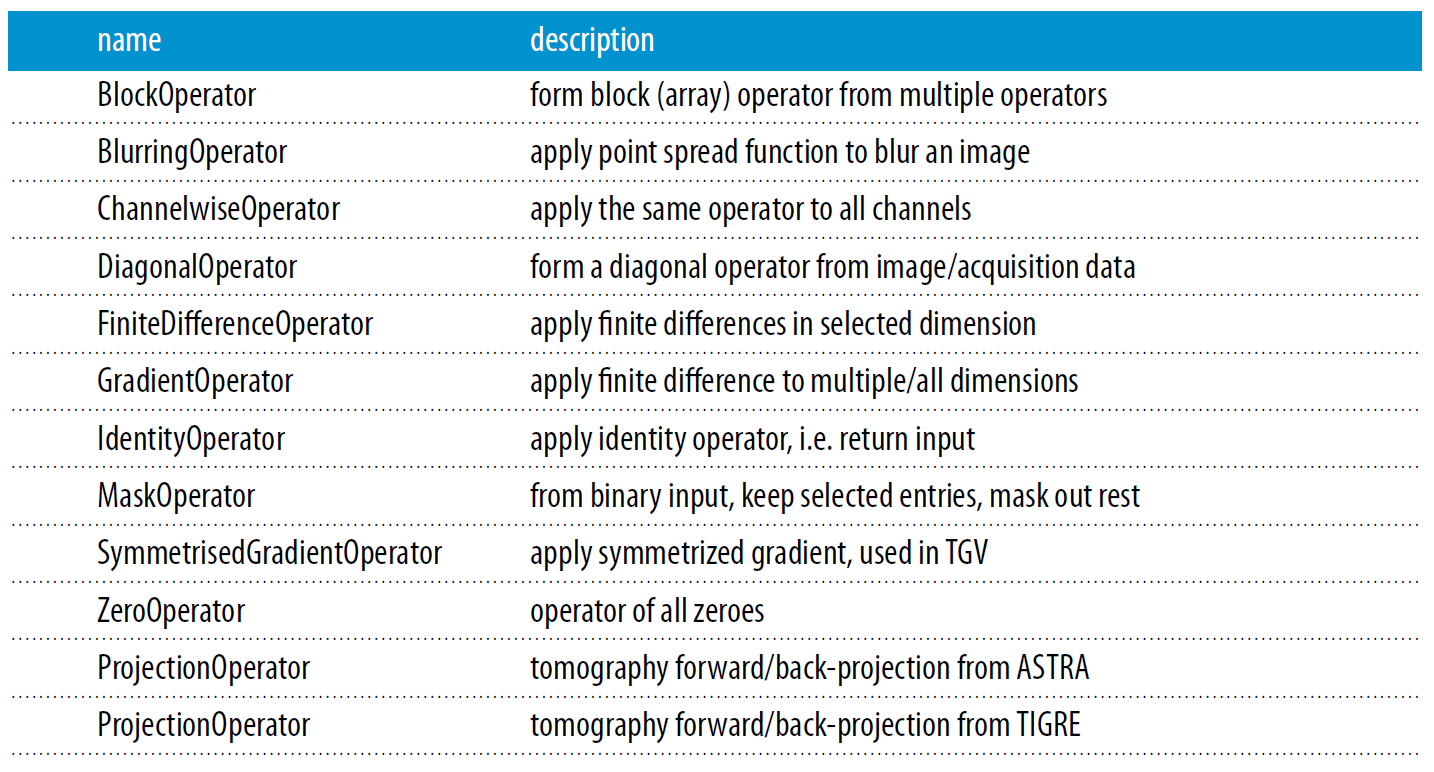 name description
BlockOperator form block (array) operator from multiple operators
BlurringOperator apply point spread function to blur an image
ChannelwiseOperator apply the same operator to all channels
DiagonalOperator form a diagonal operator from image/acquisition data
FiniteDifferenceOperator apply finite differences in selected dimension
GradientOperator apply finite difference to multiple/all dimensions
IdentityOperator apply identity operator, i.e. return input
MaskOperator from binary input, keep selected entries, mask out rest
SymmetrisedGradientOperator apply symmetrized gradient, used in TGV
ZeroOperator operator of all zeroes
ProjectionOperator tomography forward/back-projection from ASTRA
ProjectionOperator tomography forward/back-projection from TIGRE